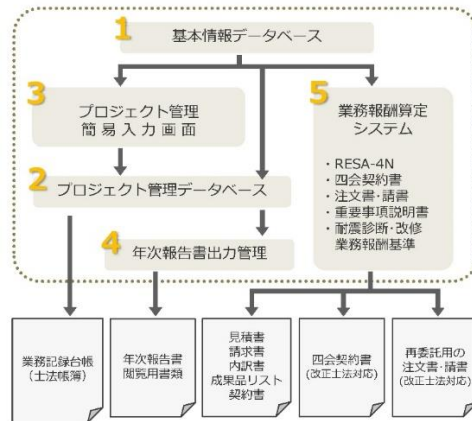 1
基本情報データベース
3
プロジェクト管理
簡易入力画面
5
業務報酬算定
システム
・RESA-4N
・四会契約書
・注文書・請書
・重要事項説明書
・耐震診断・改修
業務報酬基準
2
プロジェクト管理データベース
4
年次報告書出力管理
業務記録台帳
(士法帳簿)
年次報告書
閲覧用書類
見積書
請求書
内訳書
成果品リスト
契約書
四会契約書
(改正士法対応)
再委託用の
注文書・請書
(改正士法対応)